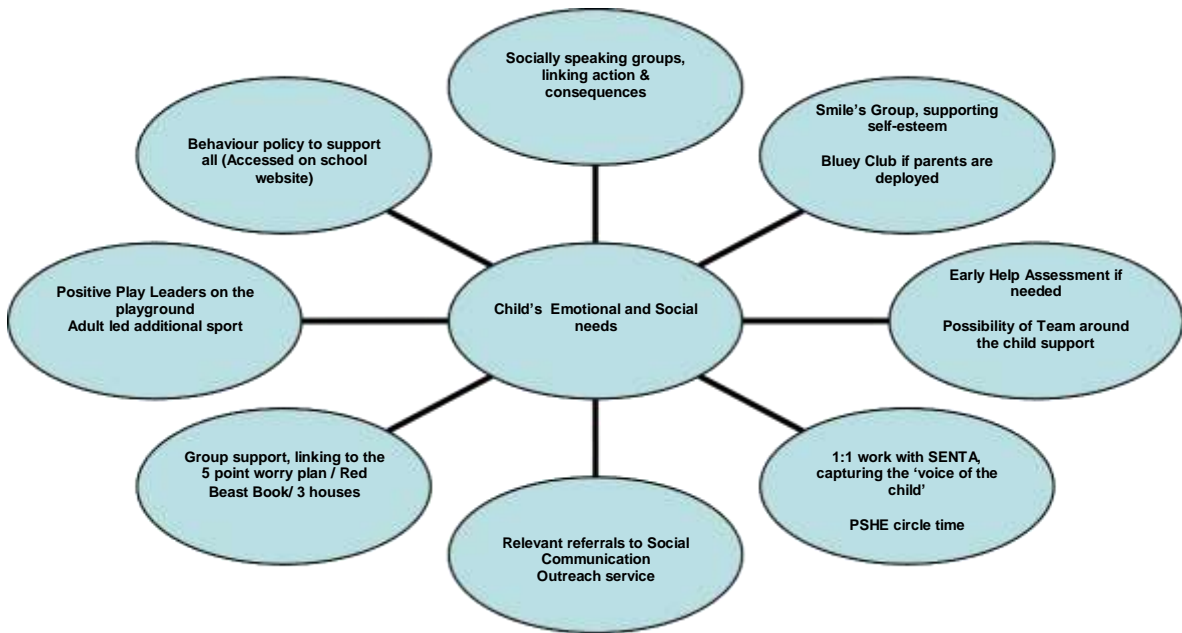 Socially speaking groups,
linking action &
consequences
Smile's Group, supporting
self-esteem
Bluey Club if parents are
deployed
Behaviour policy to support
all (Accessed on school
website)
Positive Play Leaders on the
playground
Adult led additional sport
Child's Emotional and Social
needs
Early Help Assessment if
needed
Possibility of Team around
the child support
Group support, linking to the
5 point worry plan / Red
Beast Book/ 3 houses
1:1 work with SENTA,
capturing the 'voice of the
child'
PSHE circle time
Relevant referrals to Social
Communication
Outreach service